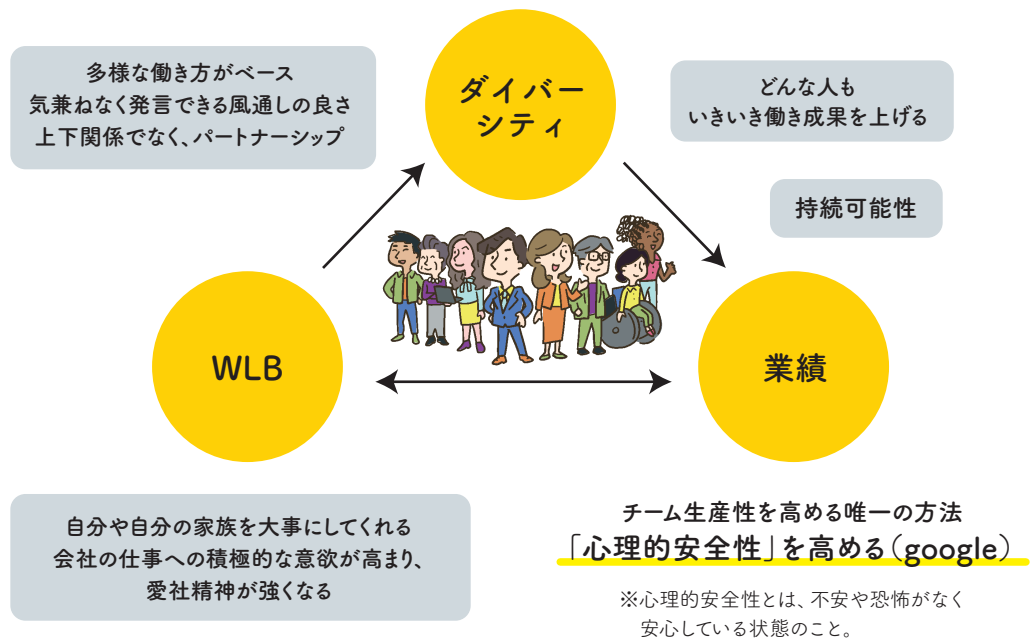 多様な働き方がベース
気兼ねなく発言できる風通しの良さ
上下関係でなく、パートナーシップ
ダイバー
シティ
どんな人も
いきいき働き成果を上げる
持続可能性
WLB
業績
自分や自分の家族を大事にしてくれる
会社の仕事への積極的な意欲が高まり、
愛社精神が強くなる
チーム生産性を高める唯一の方法
「心理的安全性」を高める（google）
※心理的安全性とは、不安や恐怖がなく
安心している状態のこと。